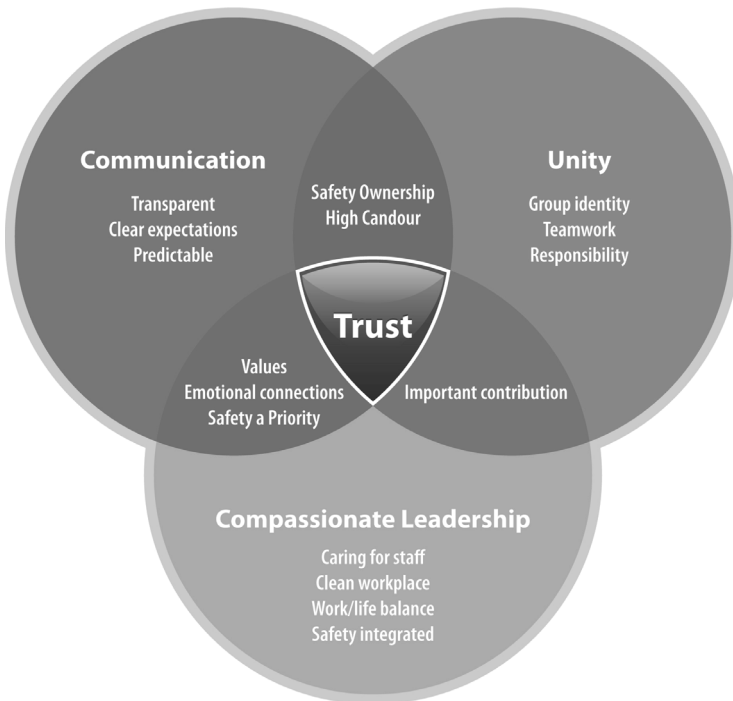 Communication
Transparent
Clear expectations
Predictable
Safety Ownership
High Candour
Unity
Group identity
Teamwork
Responsibility
Trust
Values
Emotional connections
Safety a Priority
Important contribution
Compassionate Leadership
Caring for staff
Clean workplace
Work/life balance
Safety integrated